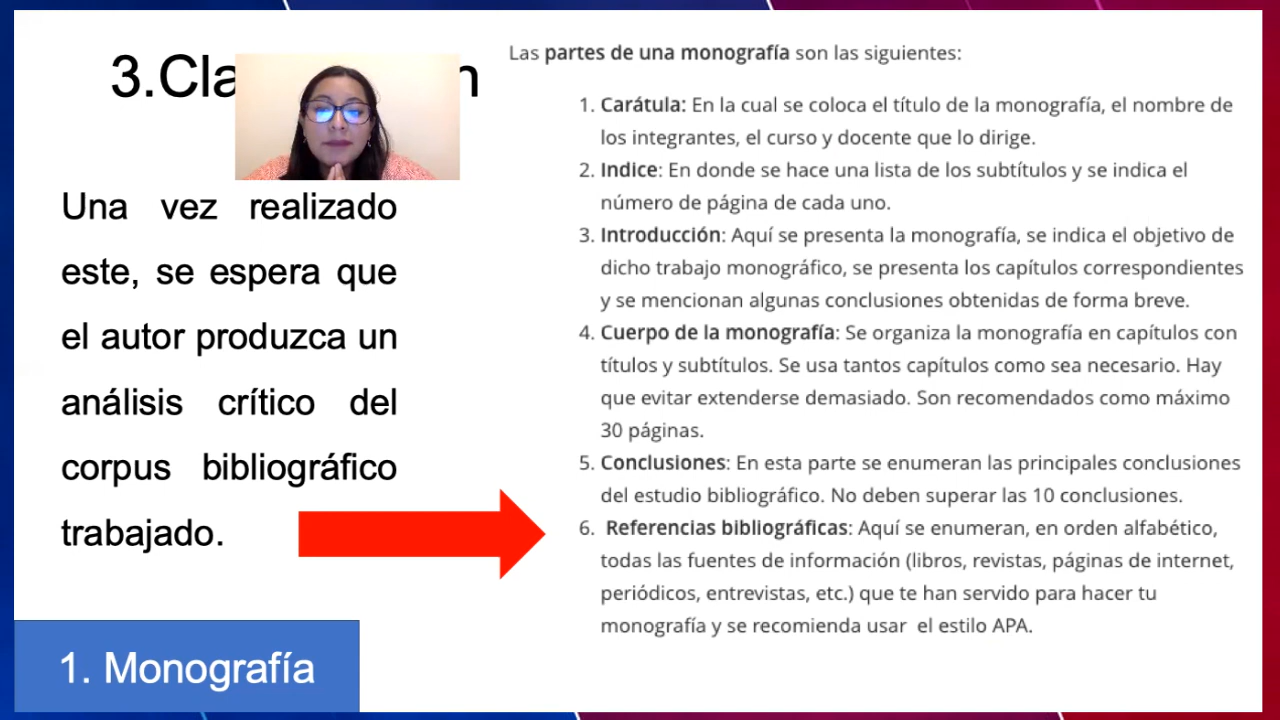 3.Cla n
Una vez realizado
este, se espera que
el autor produzca un
análisis crítico del
corpus bibliográfico
trabajado.
1. Monografía
Las partes de una monografía son las siguientes:
1. Carátula: En la cual se coloca el título de la monografía, el nombre de
los integrantes, el curso y docente que lo dirige.
2. Indice: En donde se hace una lista de los subtítulos y se indica el
número de página de cada uno.
3. Introducción: Aquí se presenta la monografía, se indica el objetivo de
dicho trabajo monográfico, se presenta los capítulos correspondientes
y se mencionan algunas conclusiones obtenidas de forma breve.
4. Cuerpo de la monografía: Se organiza la monografía en capítulos con
títulos y subtítulos. Se usa tantos capítulos como sea necesario. Hay
que evitar extenderse demasiado. Son recomendados como máximo
30 páginas.
5. Conclusiones: En esta parte se enumeran las principales conclusiones
del estudio bibliográfico. No deben superar las 10 conclusiones.
6. Referencias bibliográficas: Aquí se enumeran, en orden alfabético,
todas las fuentes de información (libros, revistas, páginas de internet,
periódicos, entrevistas, etc.) que te han servido para hacer tu
monografía y se recomienda usar el estilo APA.